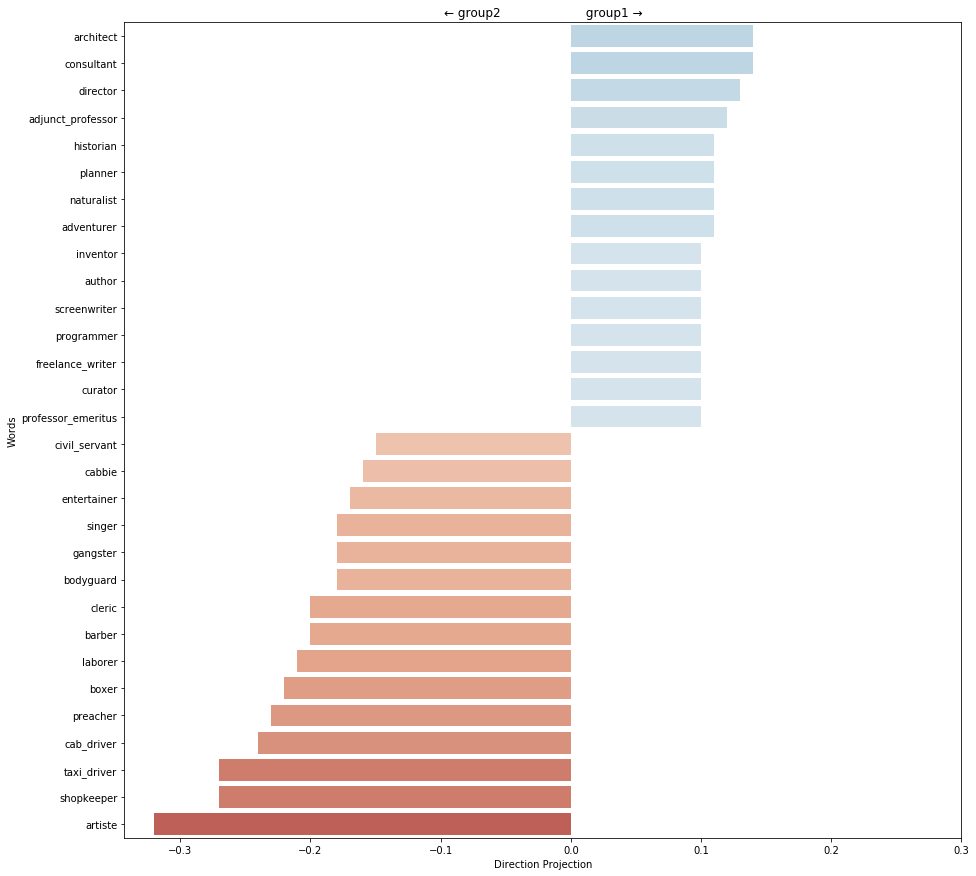 ← group2 group1 →
architect
consultant
director
adjunct_professor
historian
planner
naturalist
adventurer
inventor
author
screenwriter
programmer
freelance_writer
curator
professor_emeritus
civil_servant
cabbie
entertainer
singer
gangster
bodyguard
cleric
barber
laborer
boxer
preacher
cab_driver
taxi_driver
shopkeeper
artiste
Words
−0.3 −0.2 −0.1 0.0 0.1 0.2 0.3
Direction Projection